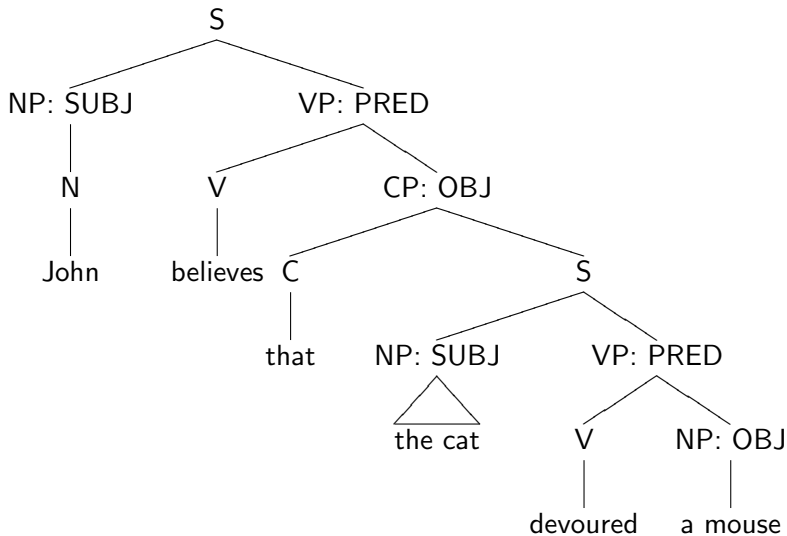 S
NP: SUBJ VP: PRED
N V CP: OBJ
John believes C S
that NP: SUBJ VP: PRED
the cat V NP: OBJ
devoured a mouse